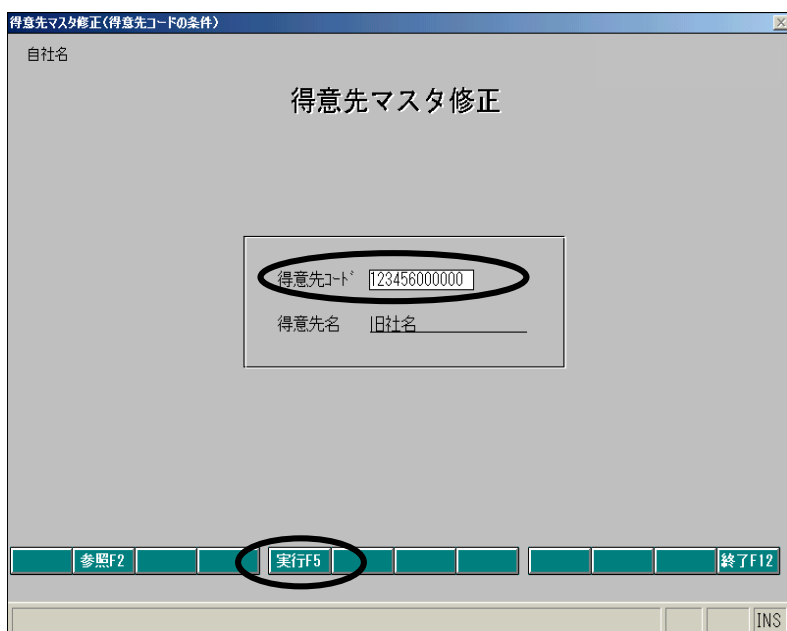 得意先マスタ修正(得意先コードの条件)
自社名
得意先マスタ修正
得意先ｺｰﾄﾞ 123456000000
得意先名 旧社名
参照F2 実行F5 終了F12
INS